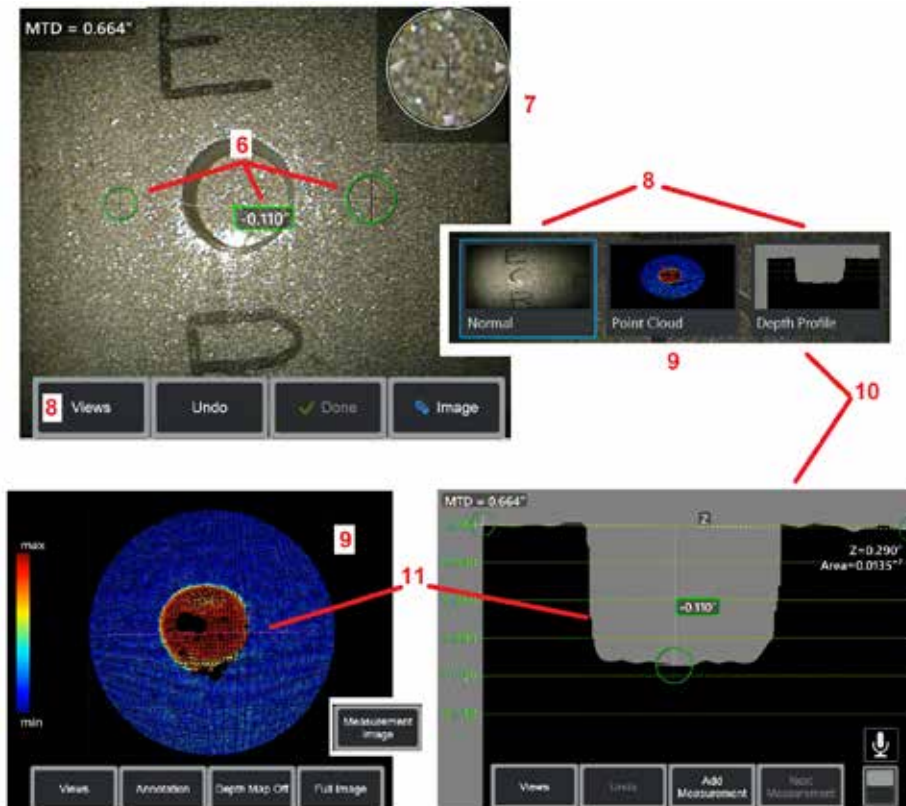 MTD = 0.664"
E
7
6
-0.110"
8
Normal
Point Cloud
Depth Profile
9
D
8
Views
Undo
Done
Image
10
MTD = 0.664"
9
Z
max
Z=0.290"
Area=0.0135"²
11
-0.110"
min
Measurement
Image
Views
Annotation
Depth Map Off
Full Image
Views
Undo
Add
Measurement
Next
Measurement